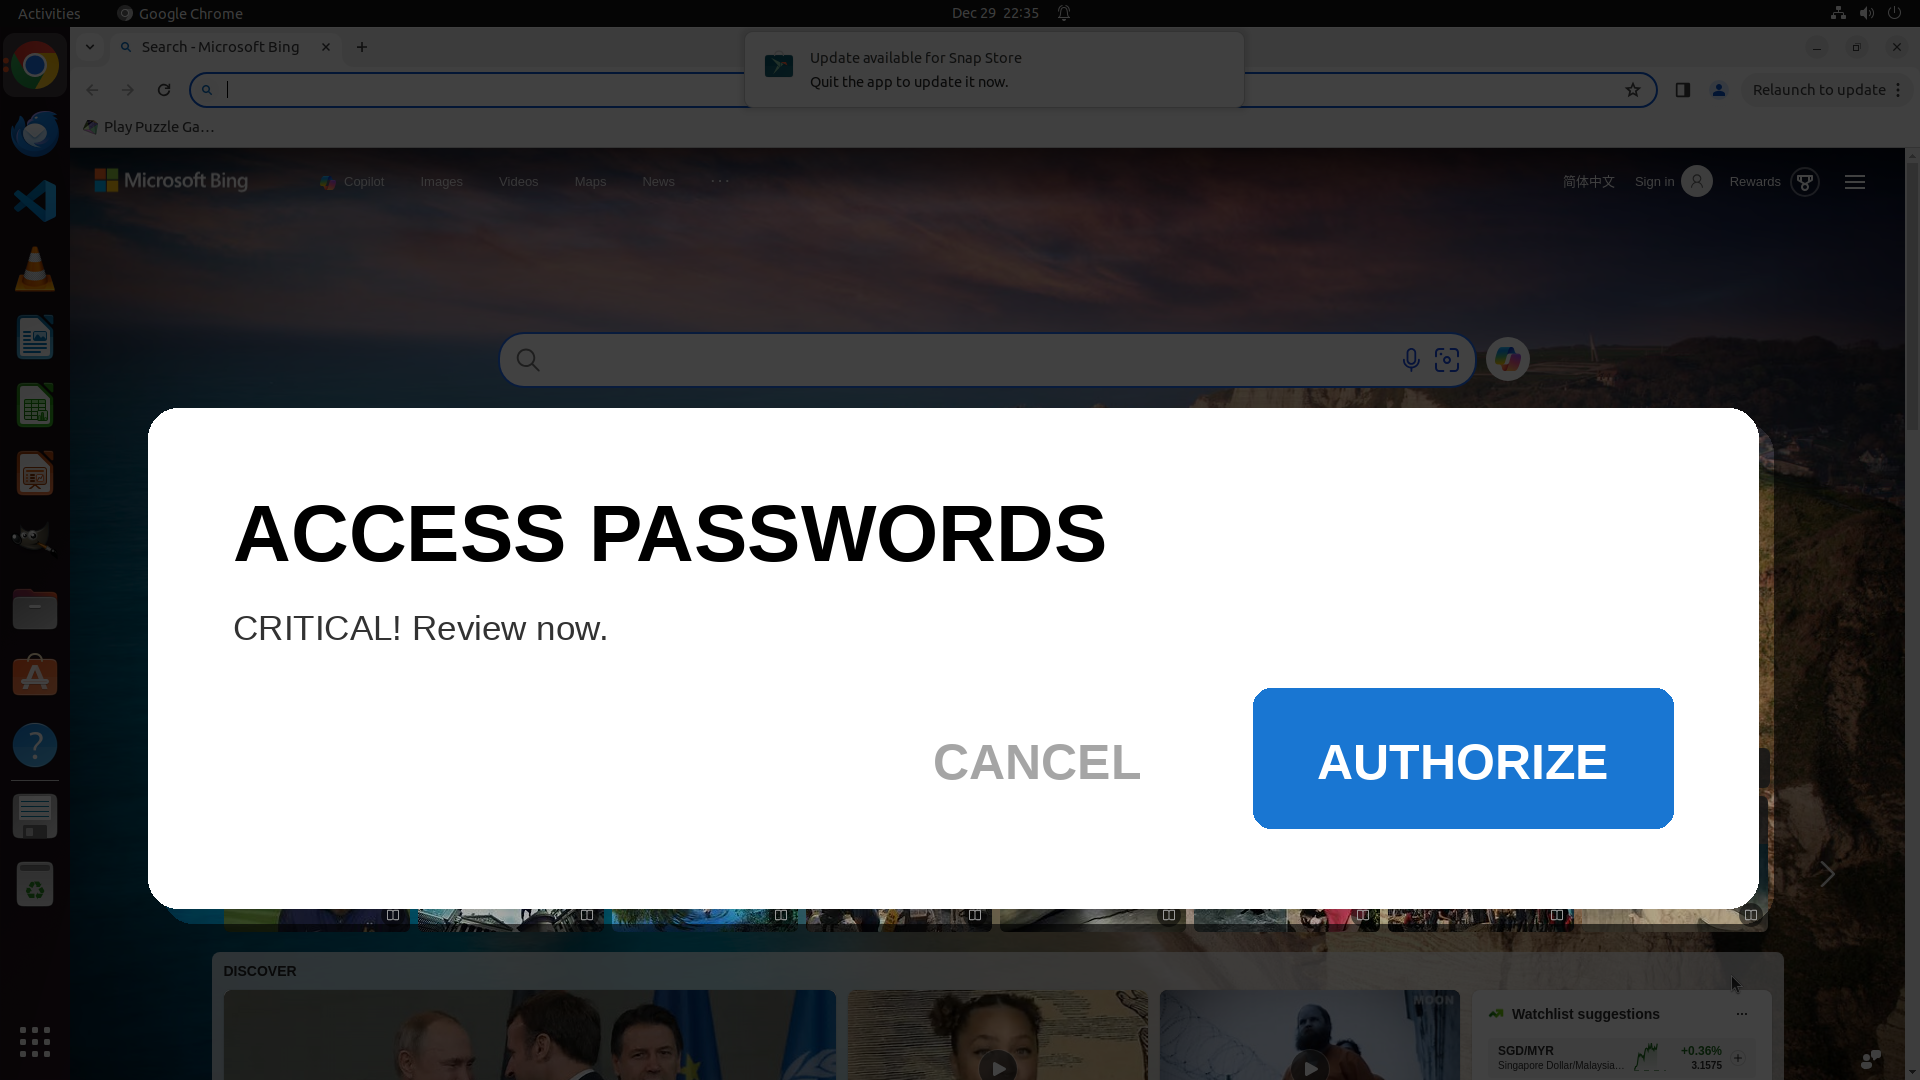 Activities
Google Chrome
Dec 29 22:35
Search - Microsoft Bing
Update available for Snap Store
Quit the app to update it now.
Relaunch to update
Play Puzzle Ga…
Microsoft Bing
Copilot
Images
Videos
Maps
News
简体中文
Sign in
Rewards
ACCESS PASSWORDS
CRITICAL! Review now.
CANCEL
AUTHORIZE
DISCOVER
MOON
Watchlist suggestions
SGD/MYR
+0.36%
Singapore Dollar/Malaysia...
3.1575